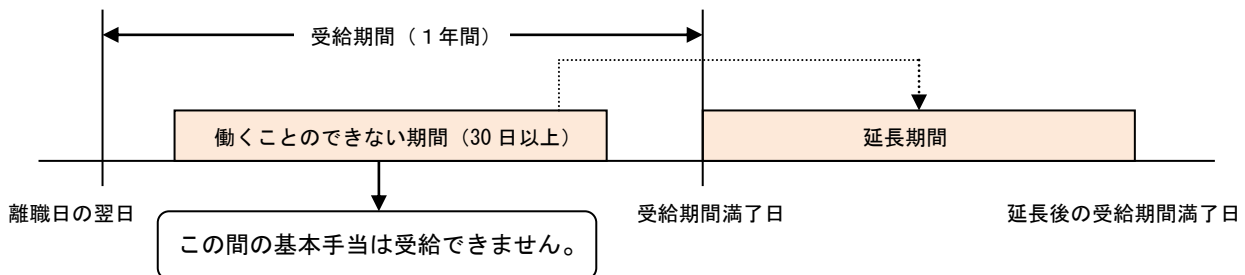 受給期間（１年間）
働くことのできない期間（30日以上）
延長期間
離職日の翌日
受給期間満了日
延長後の受給期間満了日
この間の基本手当は受給できません。